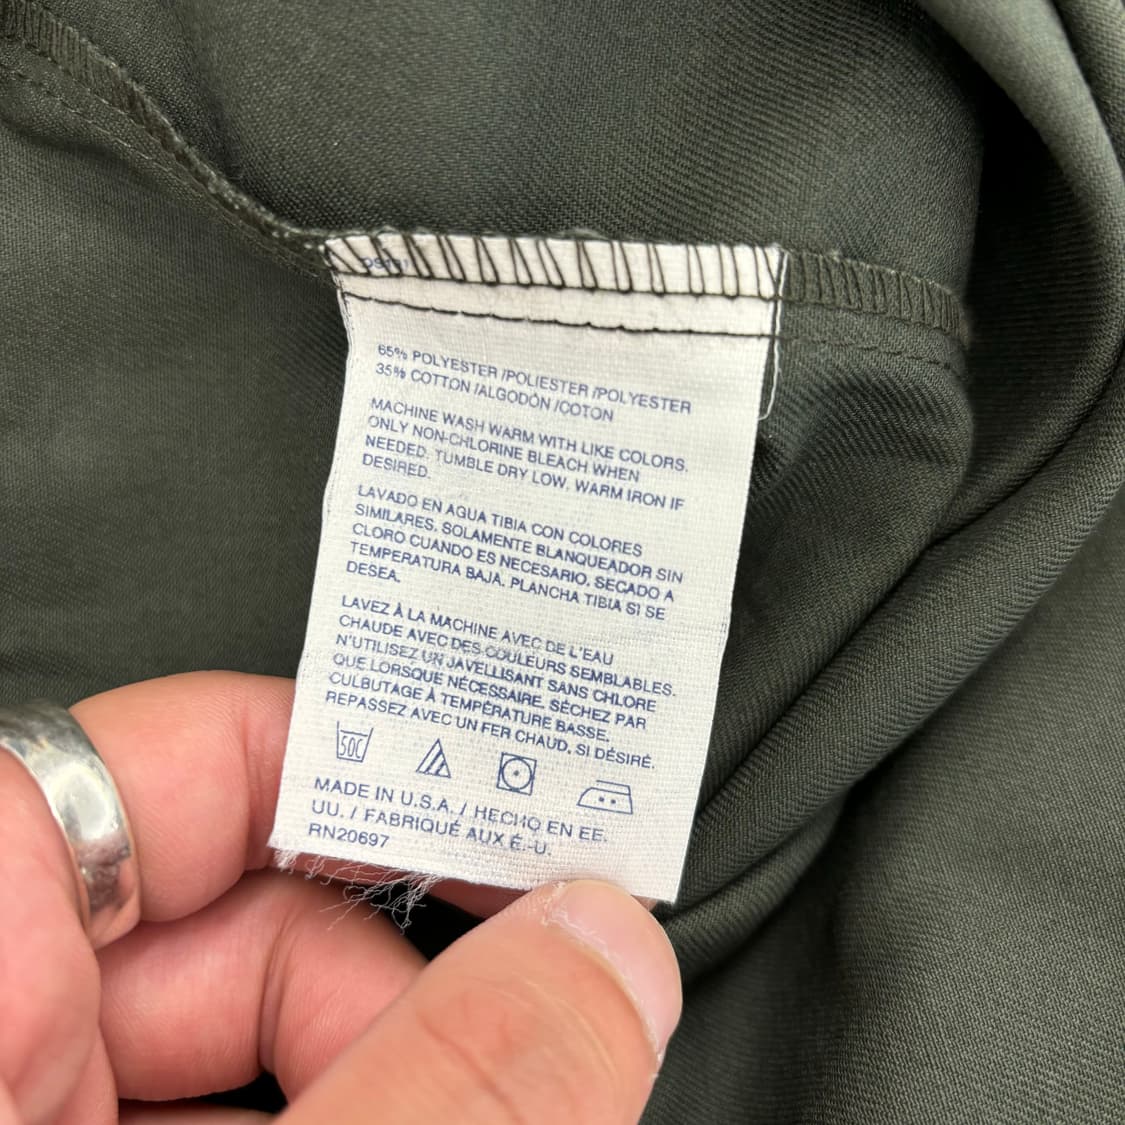 65% POLYESTER /POLIESTER /POLYESTER
35% COTTON /ALGODÓN /COTON
MACHINE WASH WARM WITH LIKE COLORS.
ONLY NON-CHLORINE BLEACH WHEN
NEEDED. TUMBLE DRY LOW. WARM IRON IF
DESIRED.
LAVADO EN AGUA TIBIA CON COLORES
SIMILARES. SOLAMENTE BLANQUEADOR SIN
CLORO CUANDO ES NECESARIO. SECADO A
TEMPERATURA BAJA. PLANCHA TIBIA SI SE
DESEA.
LAVEZ À LA MACHINE AVEC DE L'EAU
CHAUDE AVEC DES COULEURS SEMBLABLES.
N'UTILISEZ UN JAVELLISANT SANS CHLORE
QUE LORSQUE NÉCESSAIRE. SÉCHEZ PAR
CULBUTAGE À TEMPÉRATURE BASSE.
REPASSEZ AVEC UN FER CHAUD, SI DÉSIRÉ.
50C
MADE IN U.S.A. / HECHO EN EE.
UU. / FABRIQUÉ AUX É.-U.
RN20697